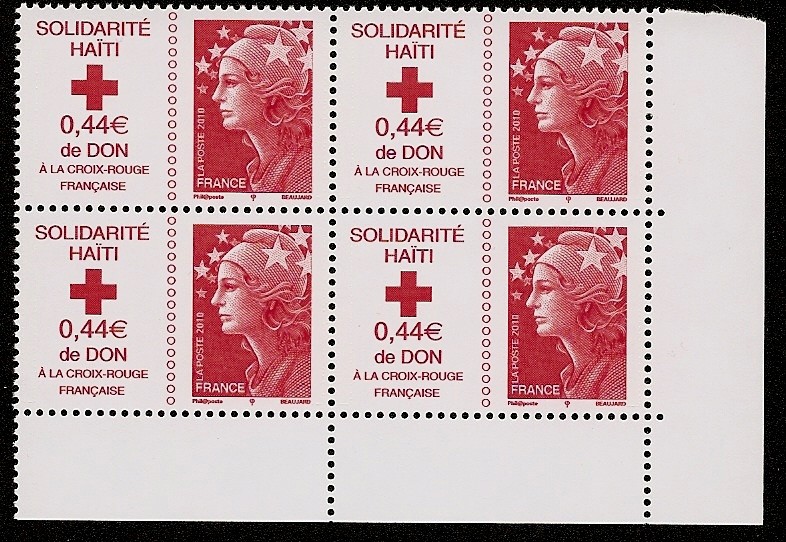 SOLIDARITÉ
HAÏTI
0,44€
de DON
À LA CROIX-ROUGE
FRANÇAISE
LA POSTE 2010
FRANCE
Phil@poste φ BEAUJARD
SOLIDARITÉ
HAÏTI
0,44€
de DON
À LA CROIX-ROUGE
FRANÇAISE
LA POSTE 2010
FRANCE
Phil@poste φ BEAUJARD
SOLIDARITÉ
HAÏTI
0,44€
de DON
À LA CROIX-ROUGE
FRANÇAISE
LA POSTE 2010
FRANCE
Phil@poste φ BEAUJARD
SOLIDARITÉ
HAÏTI
0,44€
de DON
À LA CROIX-ROUGE
FRANÇAISE
LA POSTE 2010
FRANCE
Phil@poste φ BEAUJARD